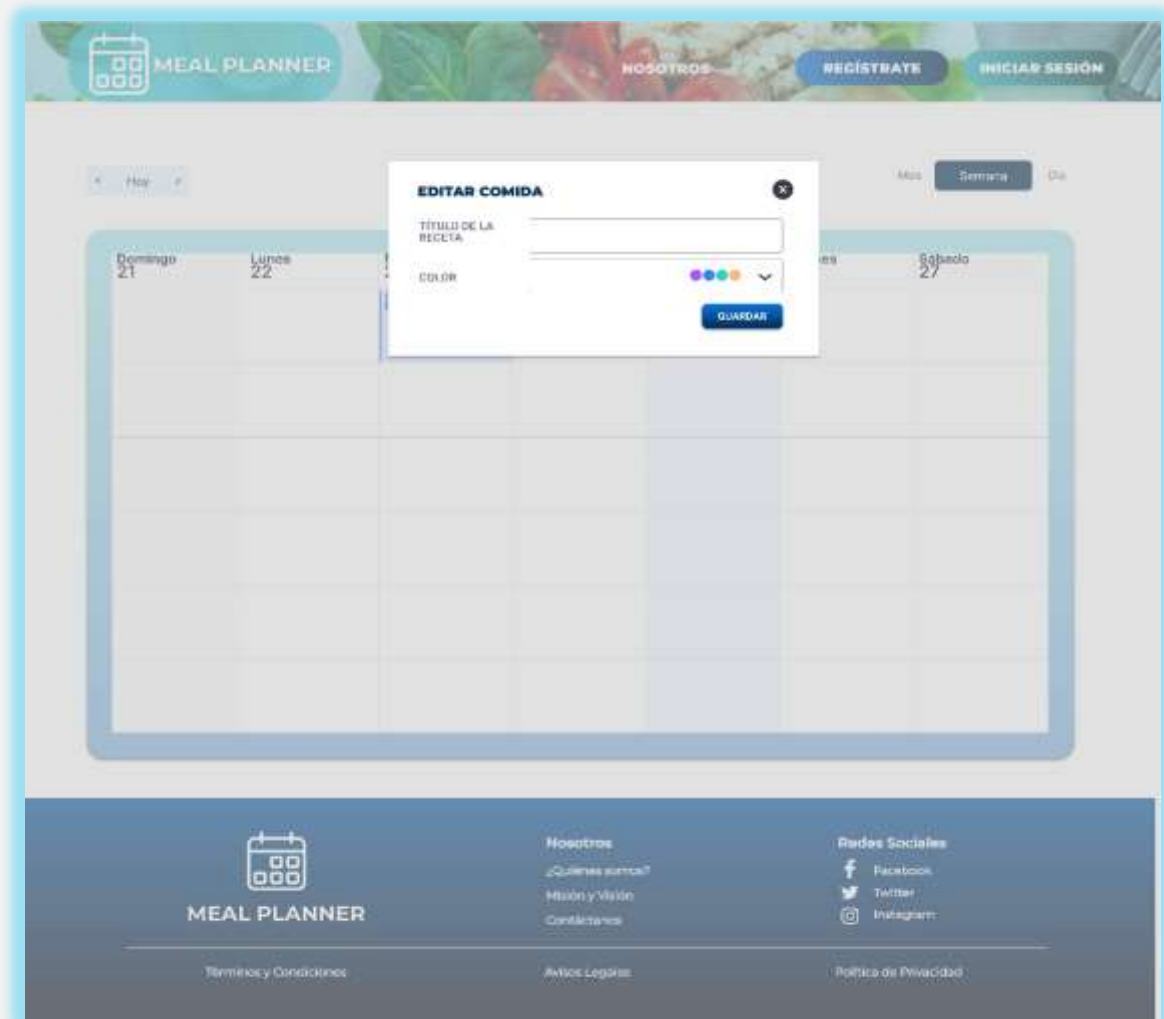 MEAL PLANNER
NOSOTROS
REGÍSTRATE
INICIAR SESIÓN
Hoy
Mes
Semana
Día
EDITAR COMIDA
TÍTULO DE LA
RECETA
COLOR
GUARDAR
Domingo
21
Lunes
22
Sábado
27
MEAL PLANNER
Nosotros
¿Quiénes somos?
Misión y Visión
Contáctanos
Redes Sociales
Facebook
Twitter
Instagram
Términos y Condiciones
Avisos Legales
Política de Privacidad